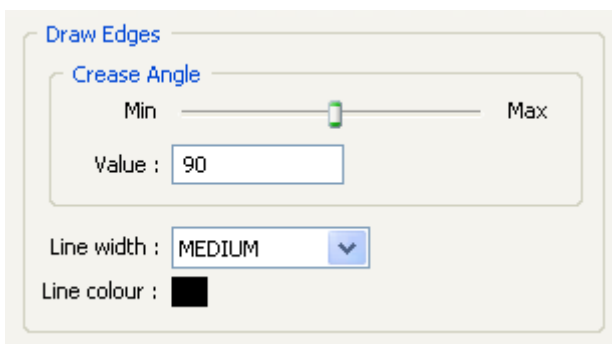 Draw Edges
Crease Angle
Min Max
Value : 90
Line width : MEDIUM
Line colour :